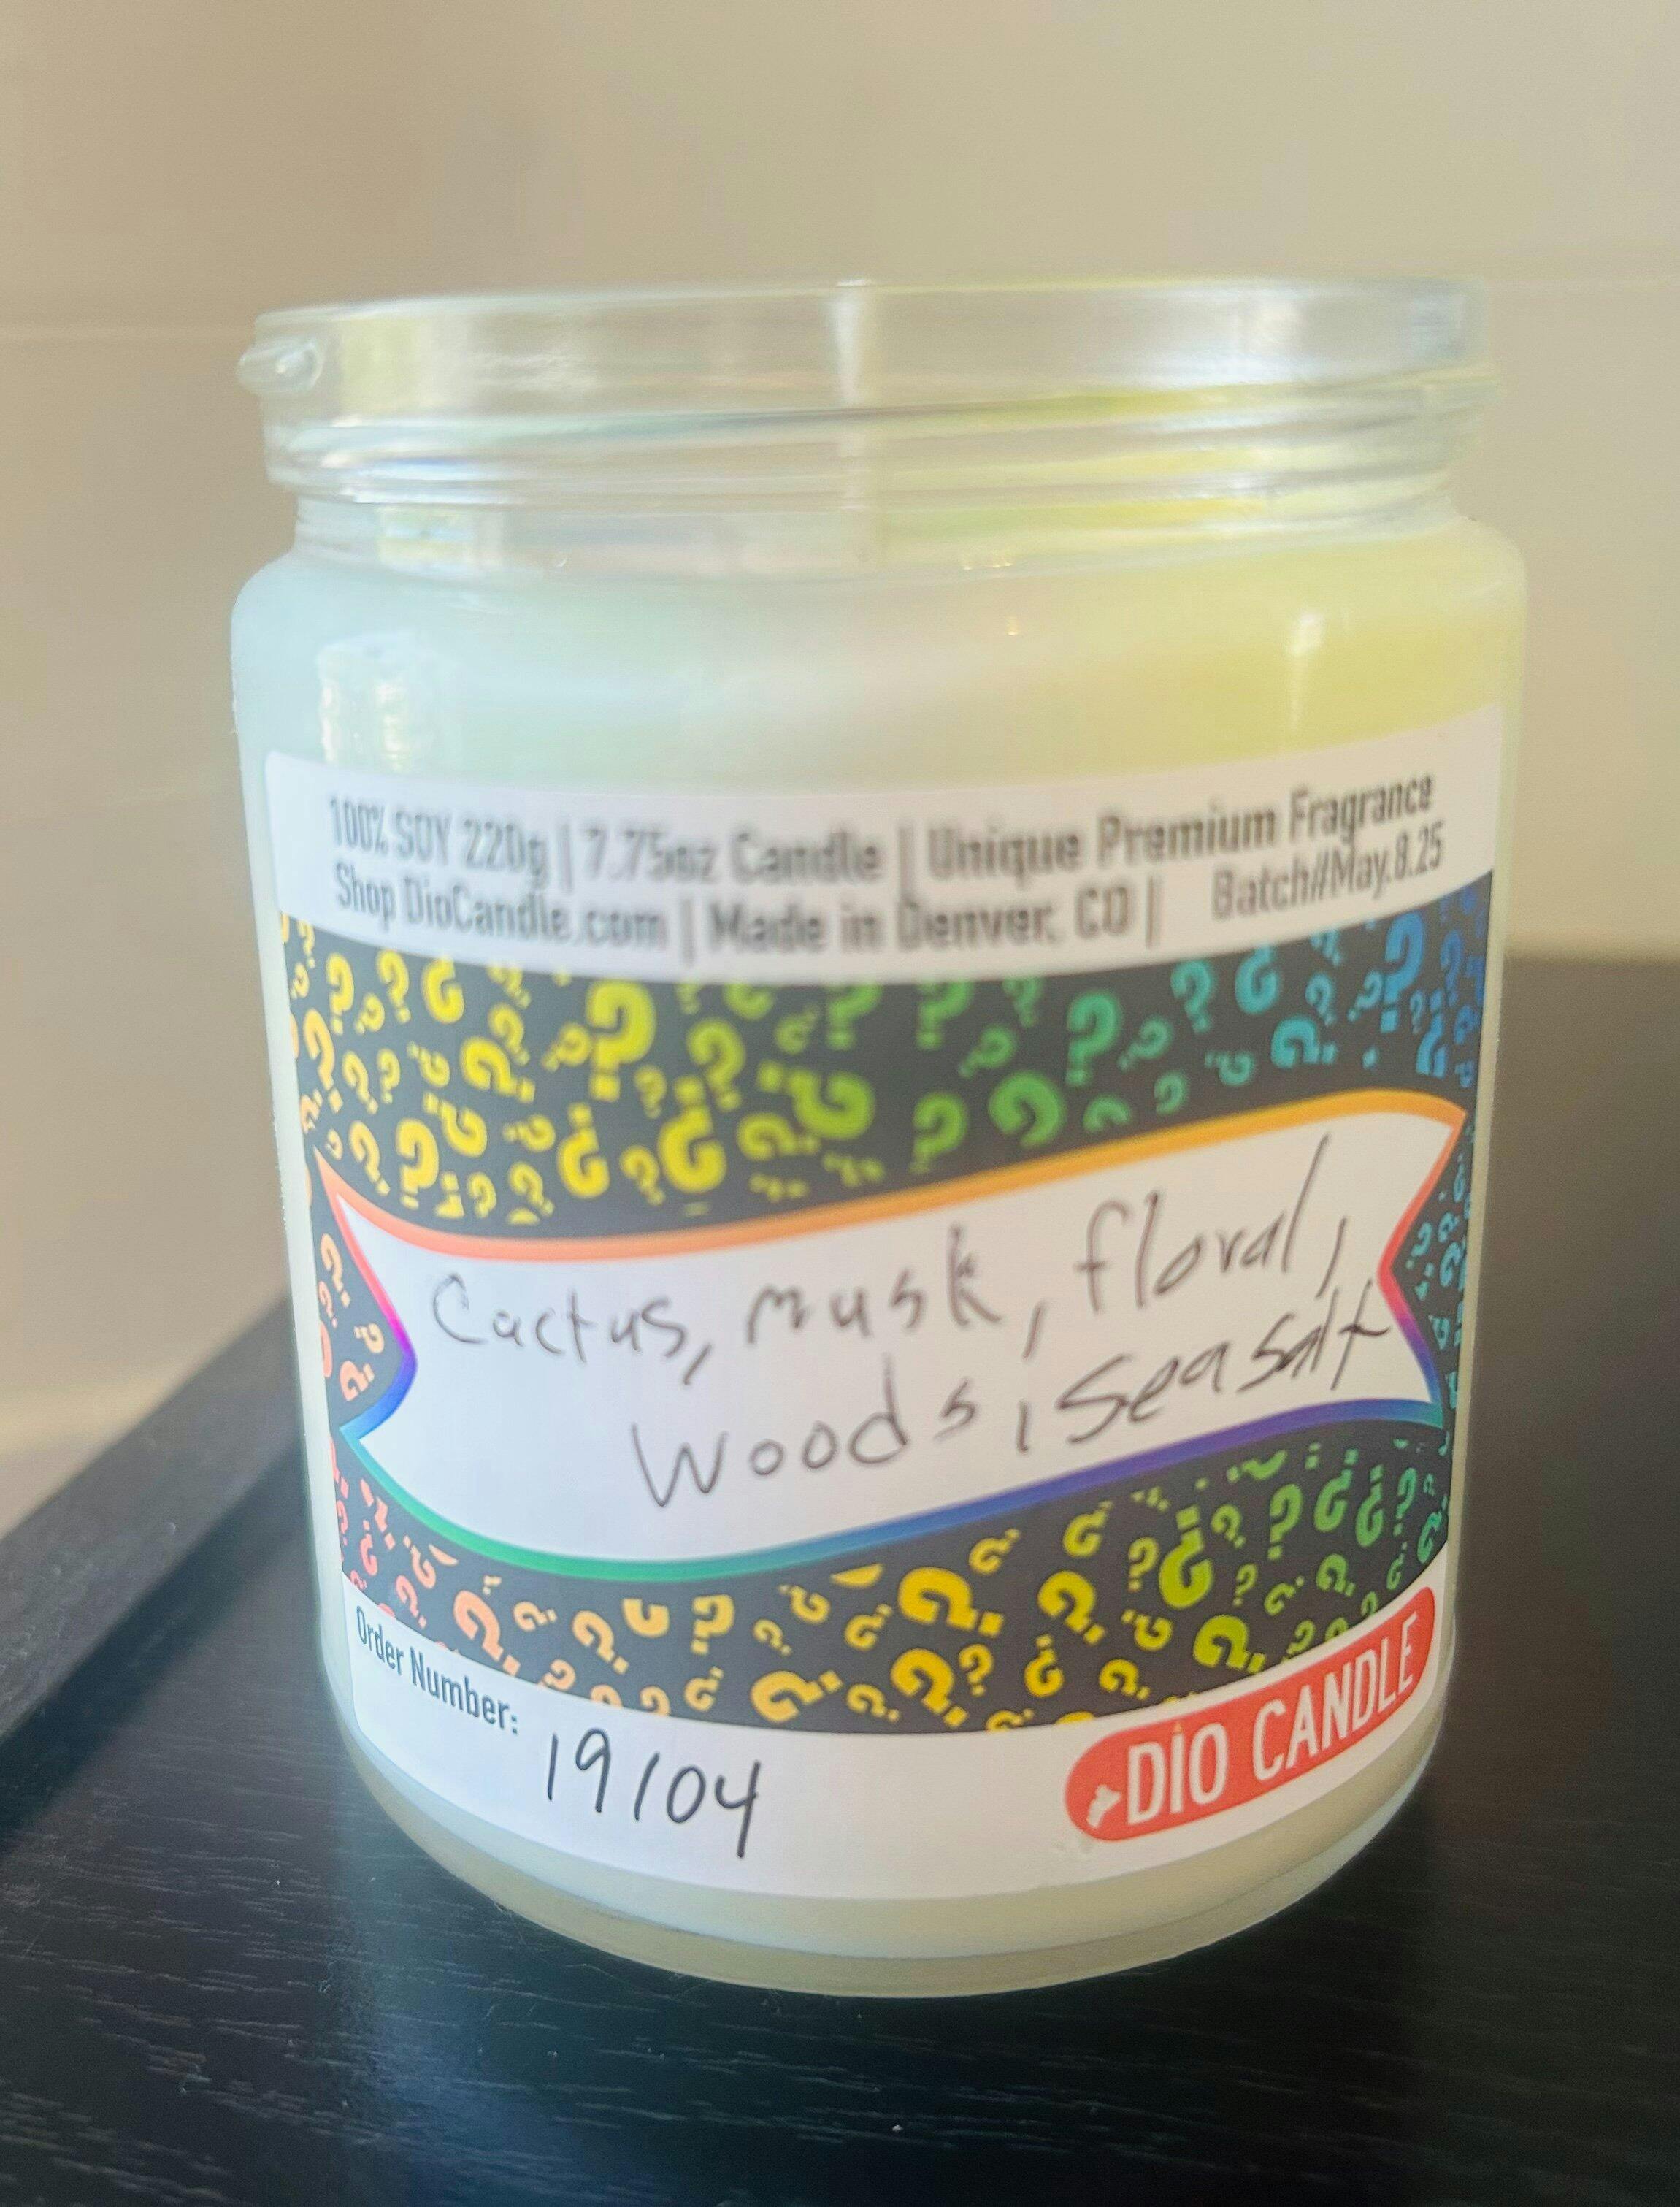 100% SOY 220g | 7.75oz Candle | Unique Premium Fragrance
Shop DioCandle.com | Made in Denver, CO | Batch#May.8.25
Cactus, musk, floral,
Woods, Sea salt
Order Number: 19104
DIO CANDLE